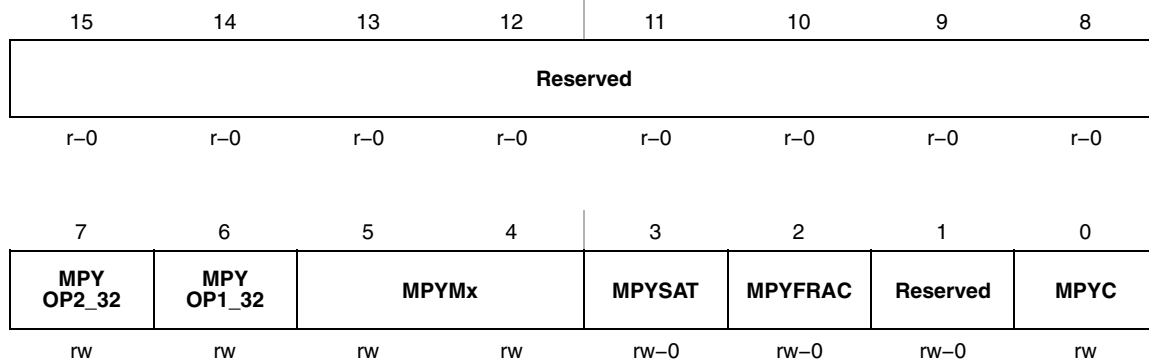 15 14 13 12 11 10 9 8
Reserved
r−0 r−0 r−0 r−0 r−0 r−0 r−0 r−0
7 6 5 4 3 2 1 0
MPY OP2_32 MPY OP1_32 MPYMx MPYSAT MPYFRAC Reserved MPYC
rw rw rw rw rw−0 rw−0 rw−0 rw